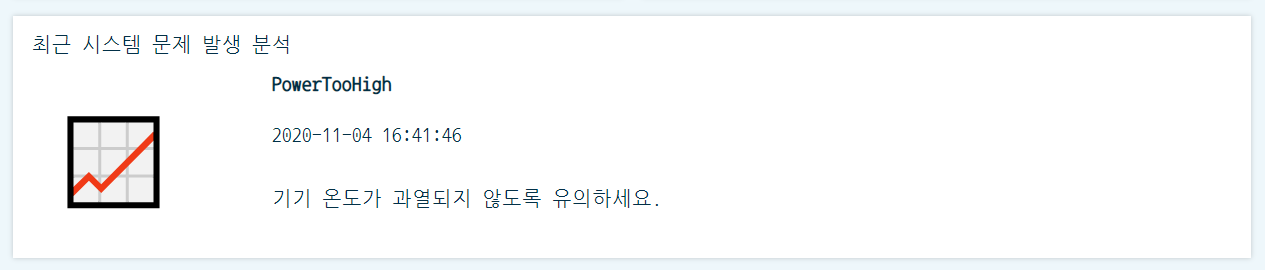 최근 시스템 문제 발생 분석
PowerTooHigh
2020-11-04 16:41:46
기기 온도가 과열되지 않도록 유의하세요.